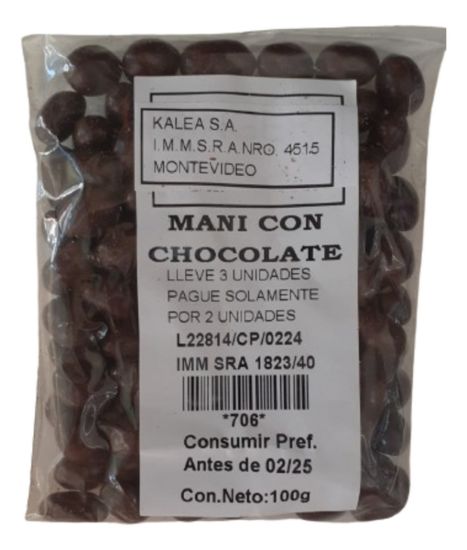 KALEA S.A.
I.M.M.S.R.A.NRO. 4515
MONTEVIDEO
MANI CON
CHOCOLATE
LLEVE 3 UNIDADES
PAGUE SOLAMENTE
POR 2 UNIDADES
L22814/CP/0224
IMM SRA 1823/40
*706*
Consumir Pref.
Antes de 02/25
Con.Neto:100g